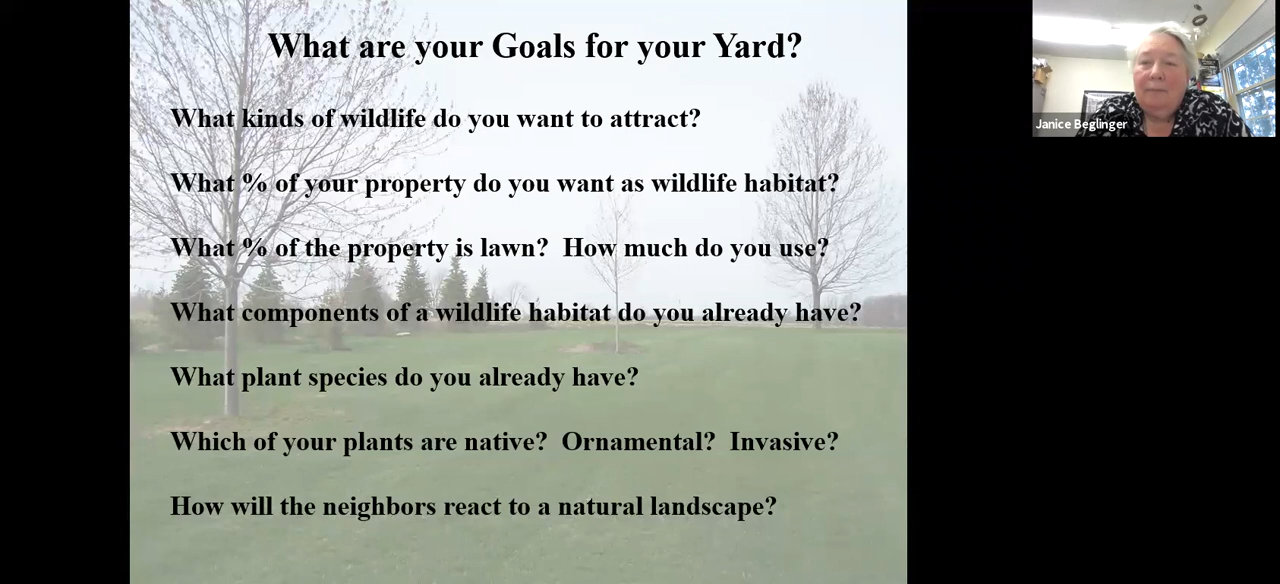 What are your Goals for your Yard?
What kinds of wildlife do you want to attract?
What % of your property do you want as wildlife habitat?
What % of the property is lawn?  How much do you use?
What components of a wildlife habitat do you already have?
What plant species do you already have?
Which of your plants are native?  Ornamental?  Invasive?
How will the neighbors react to a natural landscape?
Janice Beglinger